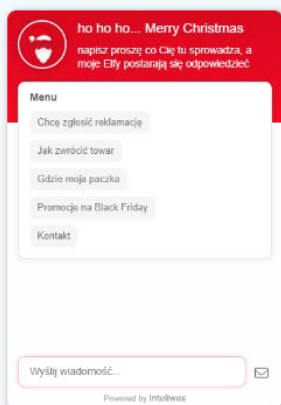 ho ho ho... Merry Christmas
napisz proszę co Cię tu sprowadza, a
moje Elfy postarają się odpowiedzieć
Menu
Chcę zgłosić reklamację
Jak zwrócić towar
Gdzie moja paczka
Promocje na Black Friday
Kontakt
Wyślij wiadomość...
Powered by